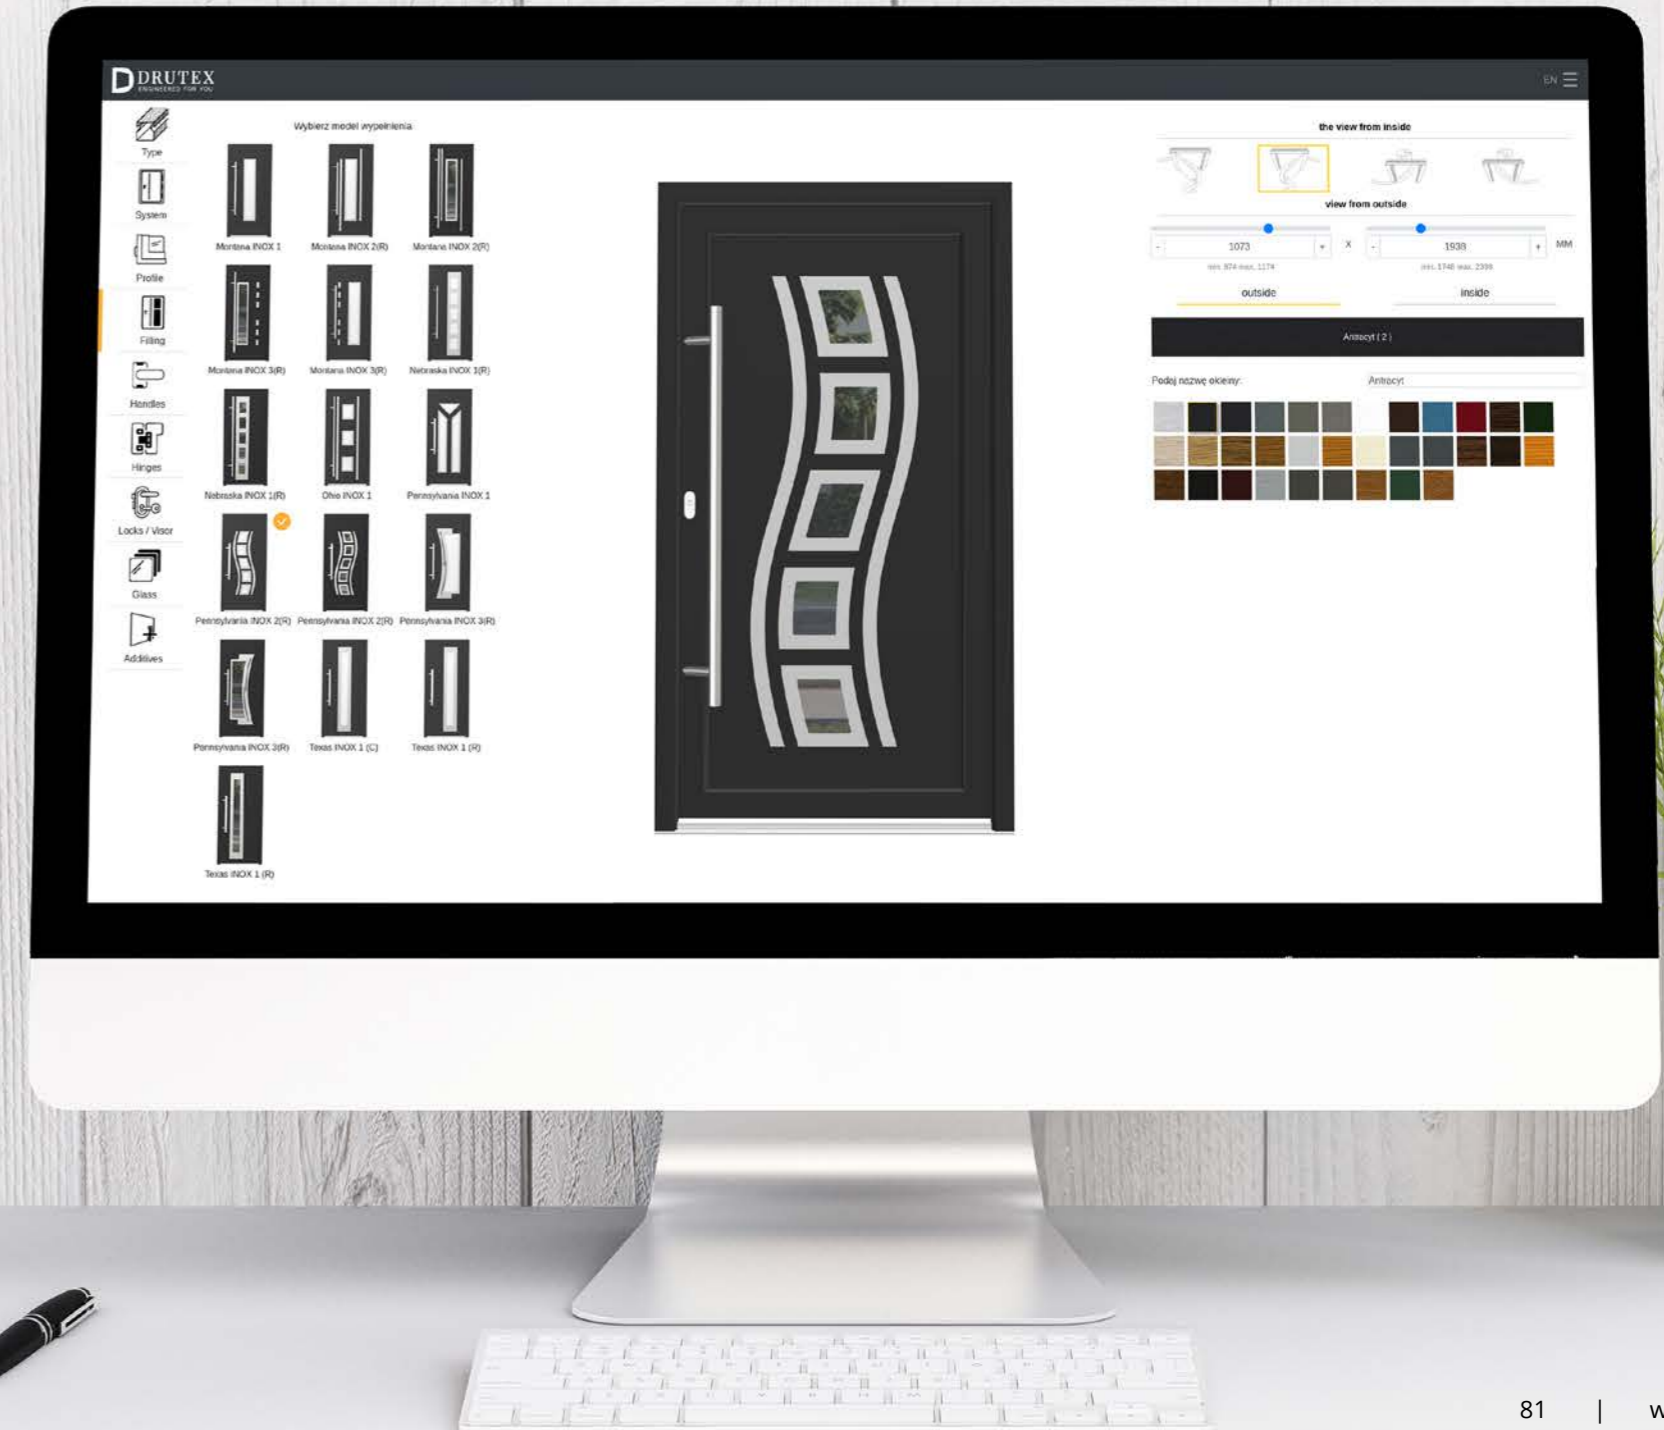 DRUTEX
ENGINEERED FOR YOU
EN
Type
System
Profile
Filling
Handles
Hinges
Locks / Visor
Glass
Additives
Wybierz model wypełnienia
Montana INOX 1 Montana INOX 2(R) Montana INOX 2(R)
Montana INOX 3(R) Montana INOX 3(R) Nebraska INOX 1(R)
Nebraska INOX 1(R) Ohio INOX 1 Pennsylvania INOX 1
Pennsylvania INOX 2(R) Pennsylvania INOX 2(R) Pennsylvania INOX 3(R)
Pennsylvania INOX 3(R) Texas INOX 1 (C) Texas INOX 1 (R)
Texas INOX 1 (R)
the view from inside
view from outside
- 1073 + X - 1938 + MM
min. 974 max. 1174
outside inside
Antracyt ( 2 )
Podaj nazwę okleiny: Antracyt
81 | w